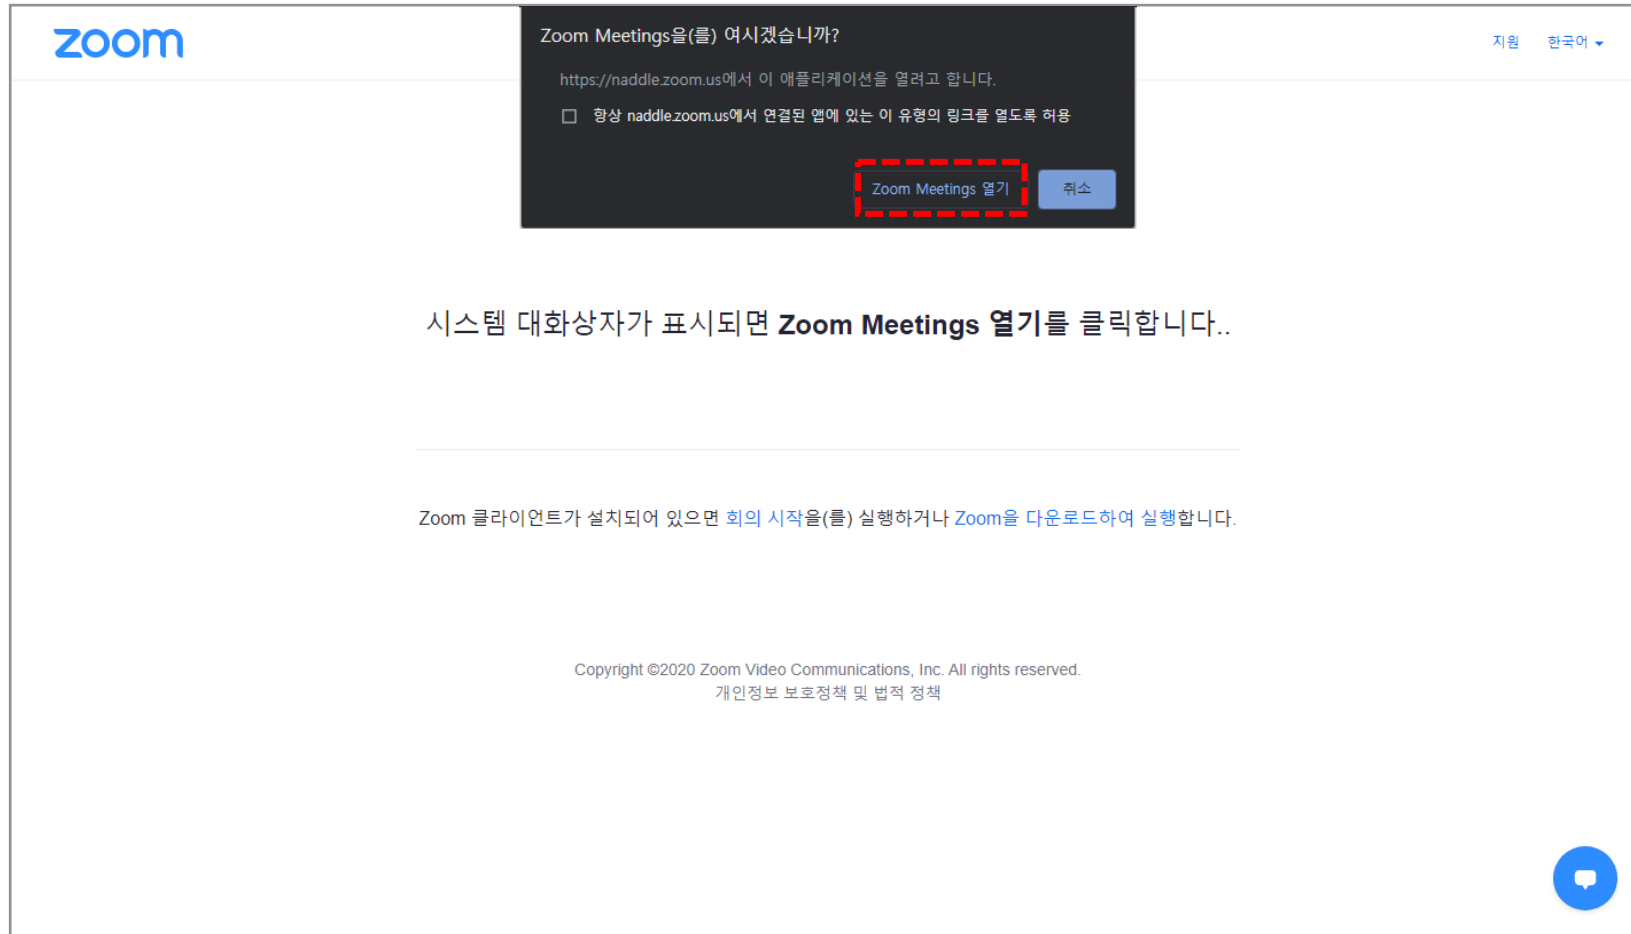 zoom
지원 한국어
Zoom Meetings을(를) 여시겠습니까?
https://naddle.zoom.us에서 이 애플리케이션을 열려고 합니다.
항상 naddle.zoom.us에서 연결된 앱에 있는 이 유형의 링크를 열도록 허용
Zoom Meetings 열기 취소
시스템 대화상자가 표시되면 Zoom Meetings 열기를 클릭합니다..
Zoom 클라이언트가 설치되어 있으면 회의 시작을(를) 실행하거나 Zoom을 다운로드하여 실행합니다.
Copyright ©2020 Zoom Video Communications, Inc. All rights reserved.
개인정보 보호정책 및 법적 정책